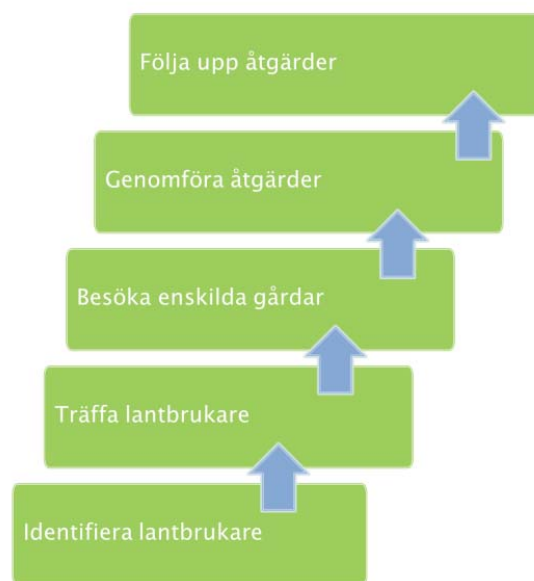 Följa upp åtgärder
Genomföra åtgärder
Besöka enskilda gårdar
Träffa lantbrukare
Identifiera lantbrukare